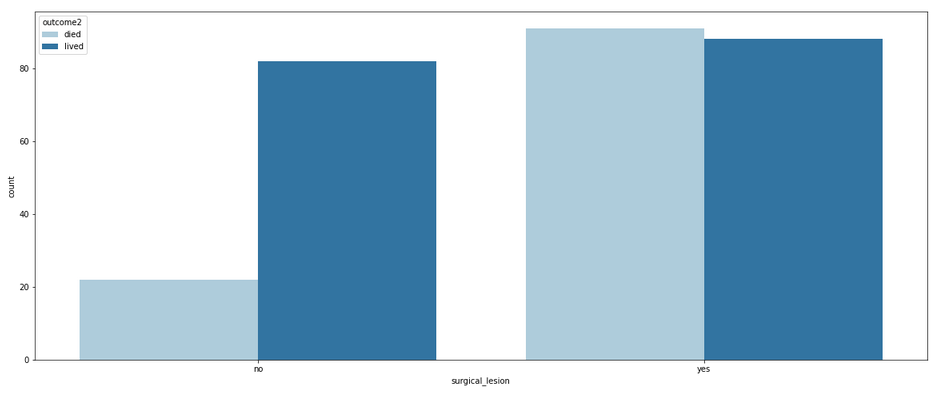 outcome2
died
lived
80
60
40
20
0
count
no
yes
surgical_lesion